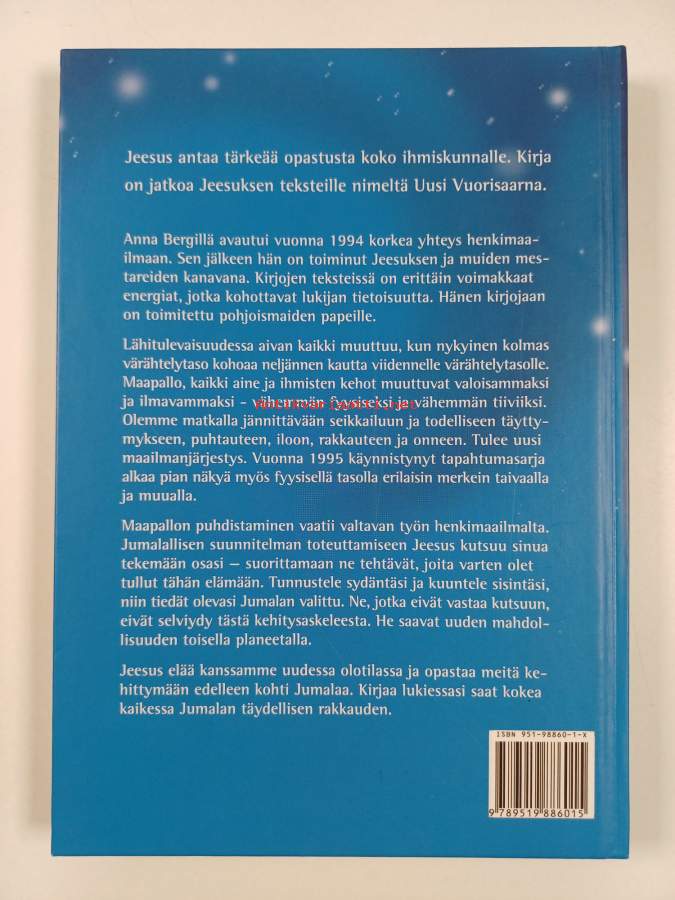 Jeesus antaa tärkeää opastusta koko ihmiskunnalle. Kirja
on jatkoa Jeesuksen teksteille nimeltä Uusi Vuorisaarna.
Anna Bergillä avautui vuonna 1994 korkea yhteys henkimaa-
ilmaan. Sen jälkeen hän on toiminut Jeesuksen ja muiden mes-
tareiden kanavana. Kirjojen teksteissä on erittäin voimakkaat
energiat, jotka kohottavat lukijan tietoisuutta. Hänen kirjojaan
on toimitettu pohjoismaiden papeille.
Lähitulevaisuudessa aivan kaikki muuttuu, kun nykyinen kolmas
värähtelytaso kohoaa neljännen kautta viidennelle värähtelytasolle.
Maapallo, kaikki aine ja ihmisten kehot muuttuvat valoisammaksi
ja ilmavammaksi - vähemmän fyysiseksi ja vähemmän tiiviiksi.
Olemme matkalla jännittävään seikkailuun ja todelliseen täytty-
mykseen, puhtauteen, iloon, rakkauteen ja onneen. Tulee uusi
maailmanjärjestys. Vuonna 1995 käynnistynyt tapahtumasarja
alkaa pian näkyä myös fyysisellä tasolla erilaisin merkein taivaalla
ja muualla.
Maapallon puhdistaminen vaatii valtavan työn henkimaailmalta.
Jumalallisen suunnitelman toteuttamiseen Jeesus kutsuu sinua
tekemään osasi — suorittamaan ne tehtävät, joita varten olet
tullut tähän elämään. Tunnustele sydäntäsi ja kuuntele sisintäsi,
niin tiedät olevasi Jumalan valittu. Ne, jotka eivät vastaa kutsuun,
eivät selviydy tästä kehitysaskeleesta. He saavat uuden mahdol-
lisuuden toisella planeetalla.
Jeesus elää kanssamme uudessa olotilassa ja opastaa meitä ke-
hittymään edelleen kohti Jumalaa. Kirjaa lukiessasi saat kokea
kaikessa Jumalan täydellisen rakkauden.
ISBN 951-98860-1-X
9 789519 886015